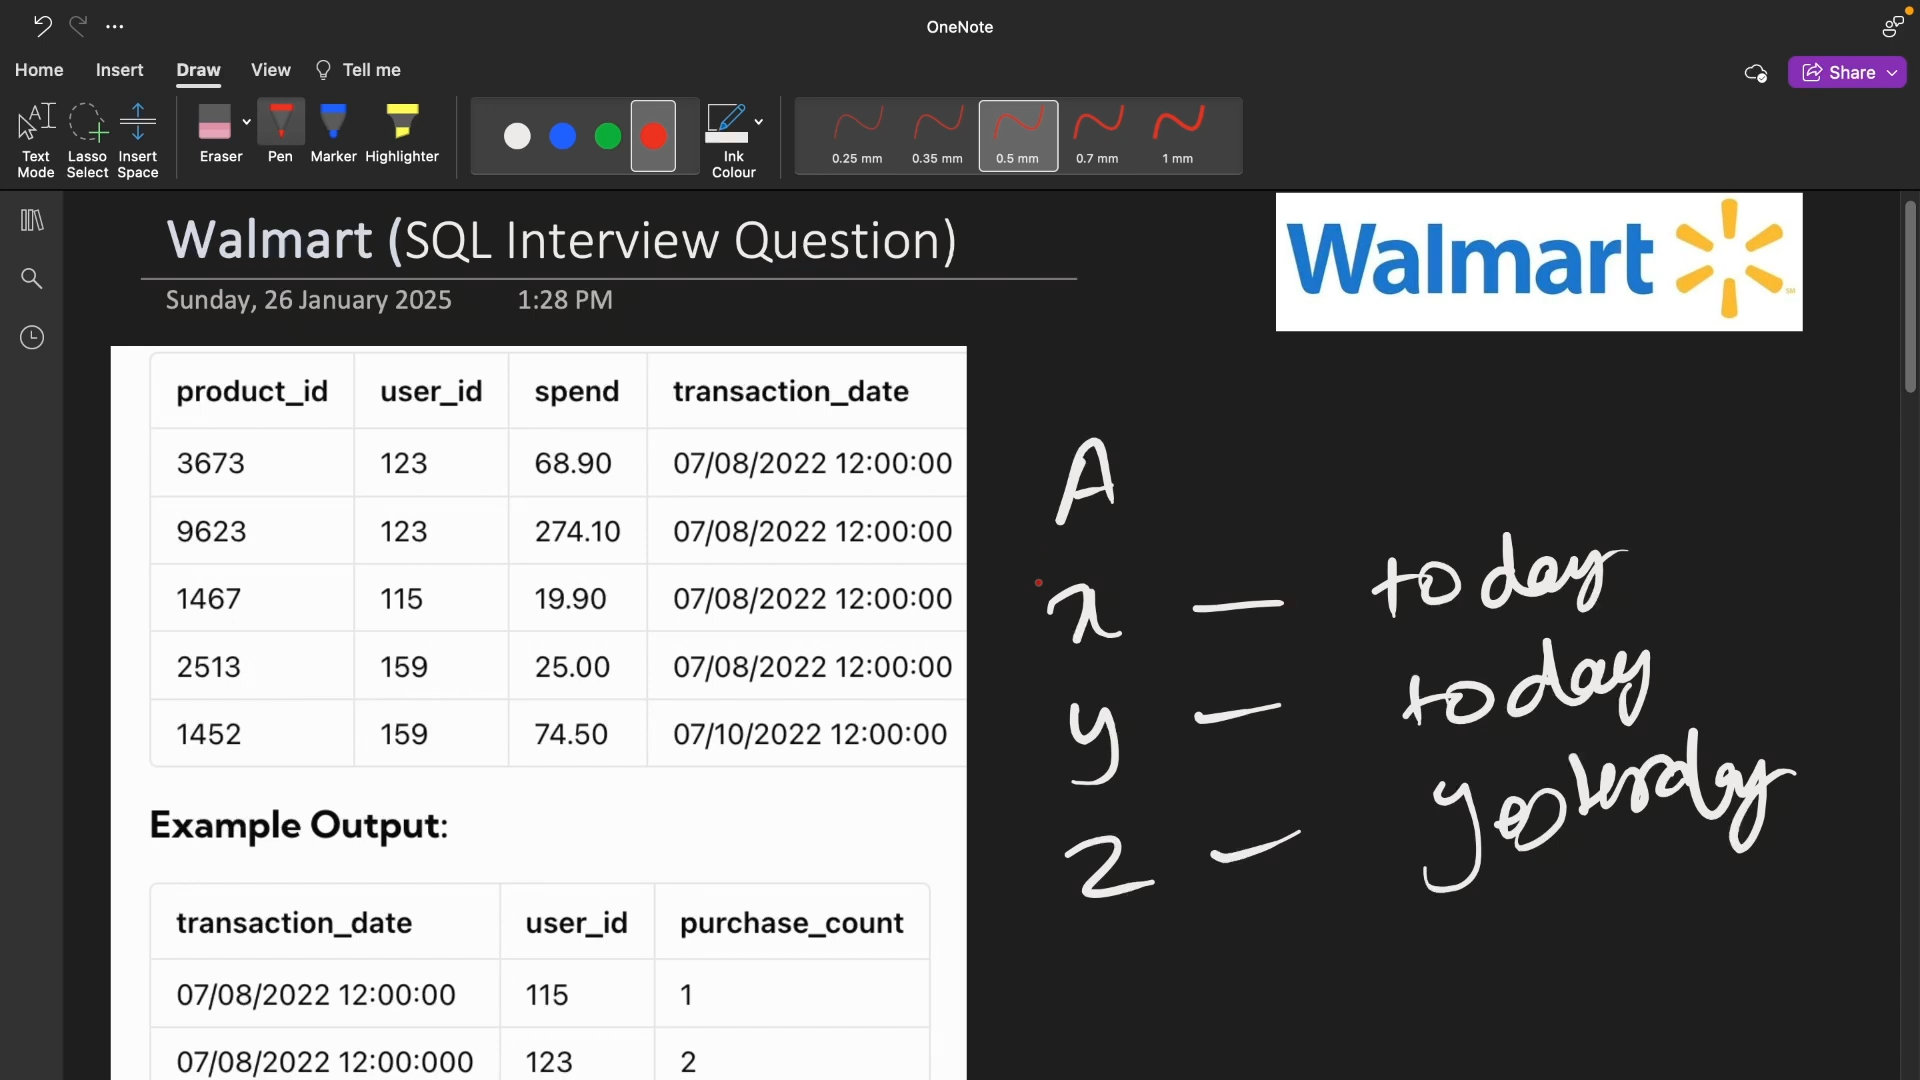 OneNote
Home Insert Draw View Tell me
Share
Text Mode
Lasso Select
Insert Space
Eraser
Pen
Marker
Highlighter
Ink Colour
0.25 mm
0.35 mm
0.5 mm
0.7 mm
1 mm
Walmart (SQL Interview Question)
Sunday, 26 January 2025 1:28 PM
Walmart
product_id user_id spend transaction_date
3673 123 68.90 07/08/2022 12:00:00
9623 123 274.10 07/08/2022 12:00:00
1467 115 19.90 07/08/2022 12:00:00
2513 159 25.00 07/08/2022 12:00:00
1452 159 74.50 07/10/2022 12:00:00
Example Output:
transaction_date user_id purchase_count
07/08/2022 12:00:00 115 1
07/08/2022 12:00:000 123 2
A
x — today
y — today
z — yesterday